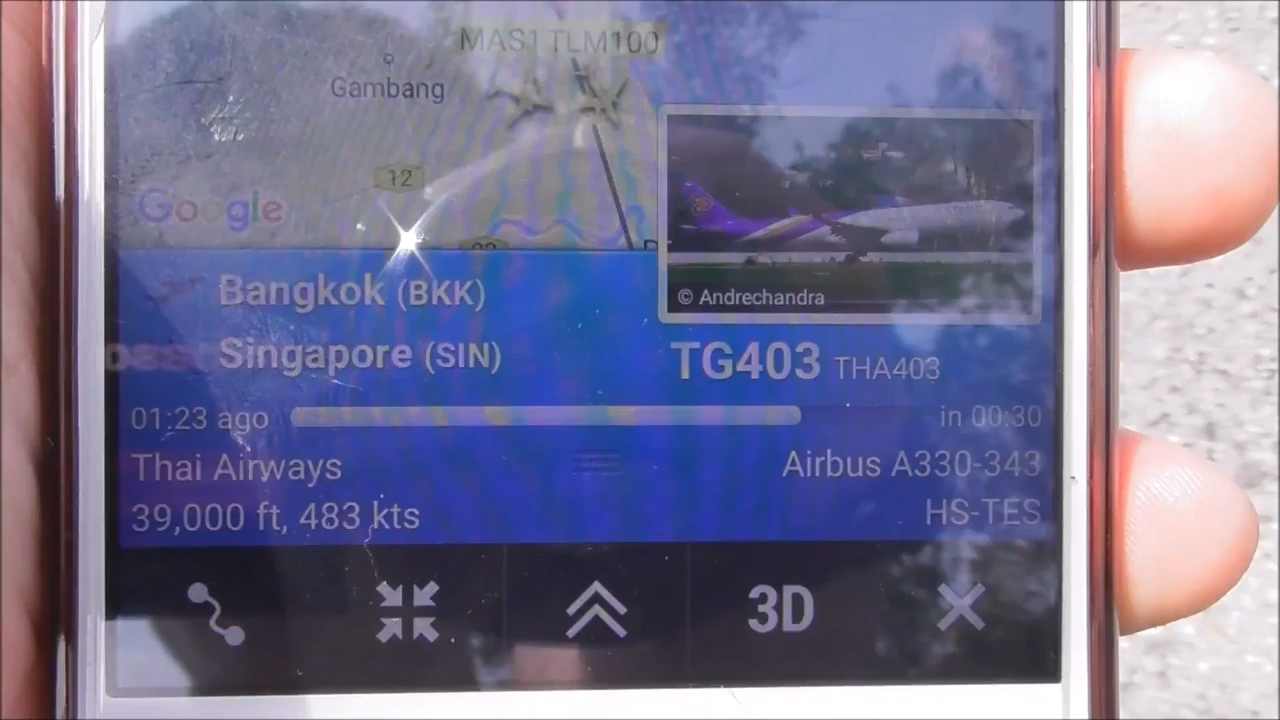 MAS1 TLM100
Gambang
12
Google
Bangkok (BKK)
© Andrechandra
Singapore (SIN)
TG403 THA403
01:23 ago
in 00:30
Thai Airways
Airbus A330-343
39,000 ft, 483 kts
HS-TES
3D